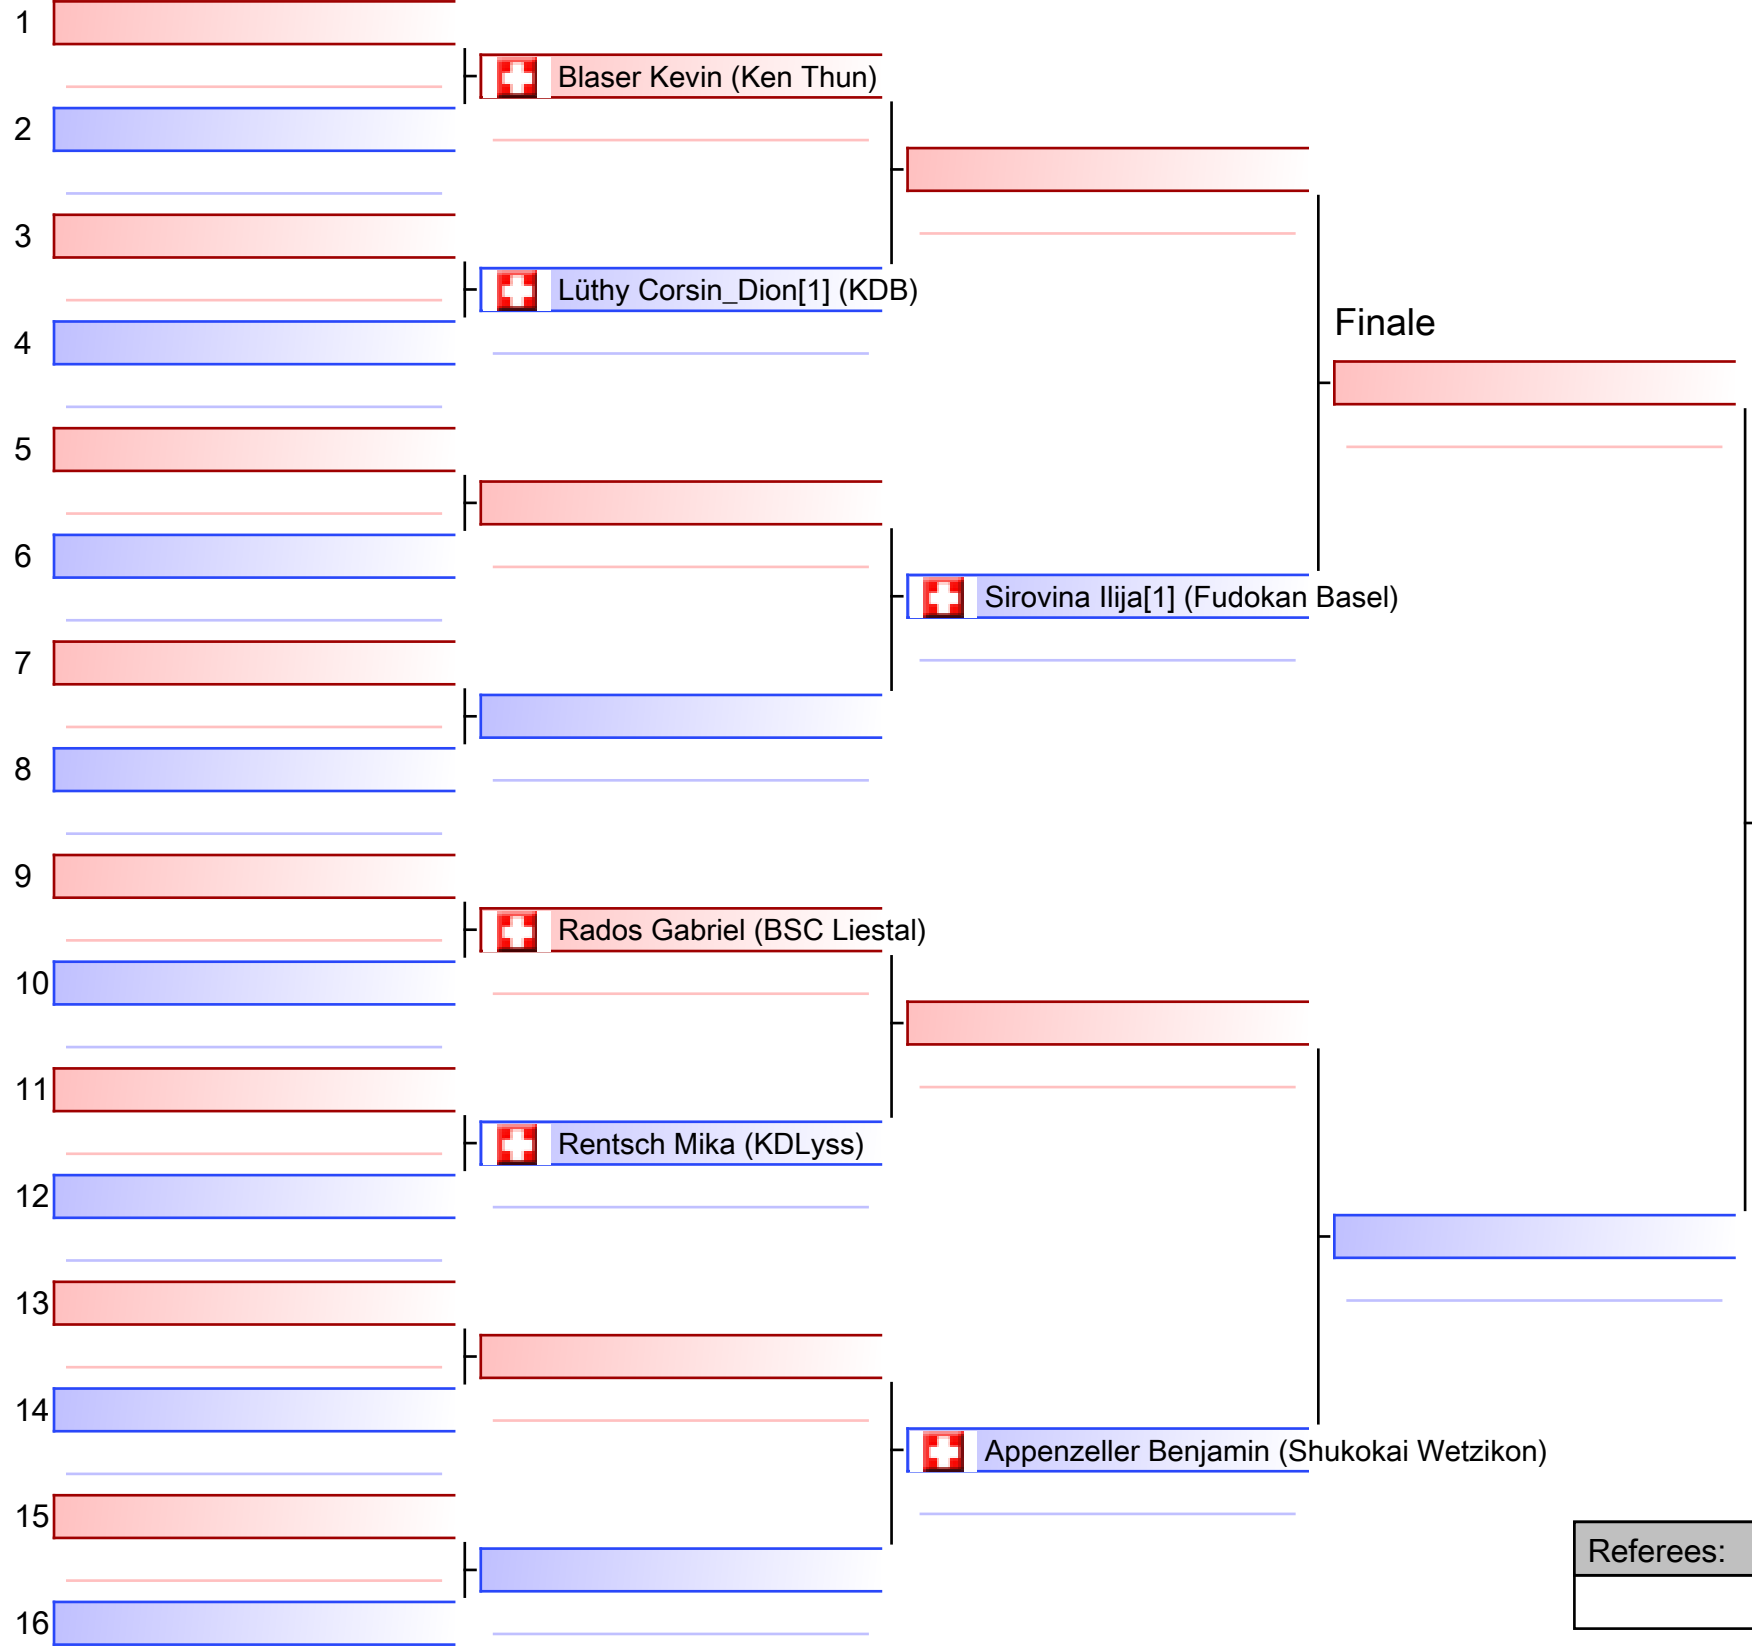 1
Blaser Kevin (Ken Thun)
2
3
Lüthy Corsin_Dion[1] (KDB)
4
Finale
5
6
Sirovina Ilija[1] (Fudokan Basel)
7
8
9
Rados Gabriel (BSC Liestal)
10
11
Rentsch Mika (KDLyss)
12
13
14
Appenzeller Benjamin (Shukokai Wetzikon)
15
Referees:
16